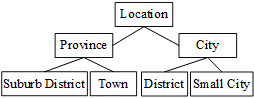 Location
Province
City
Suburb District
Town
District
Small City